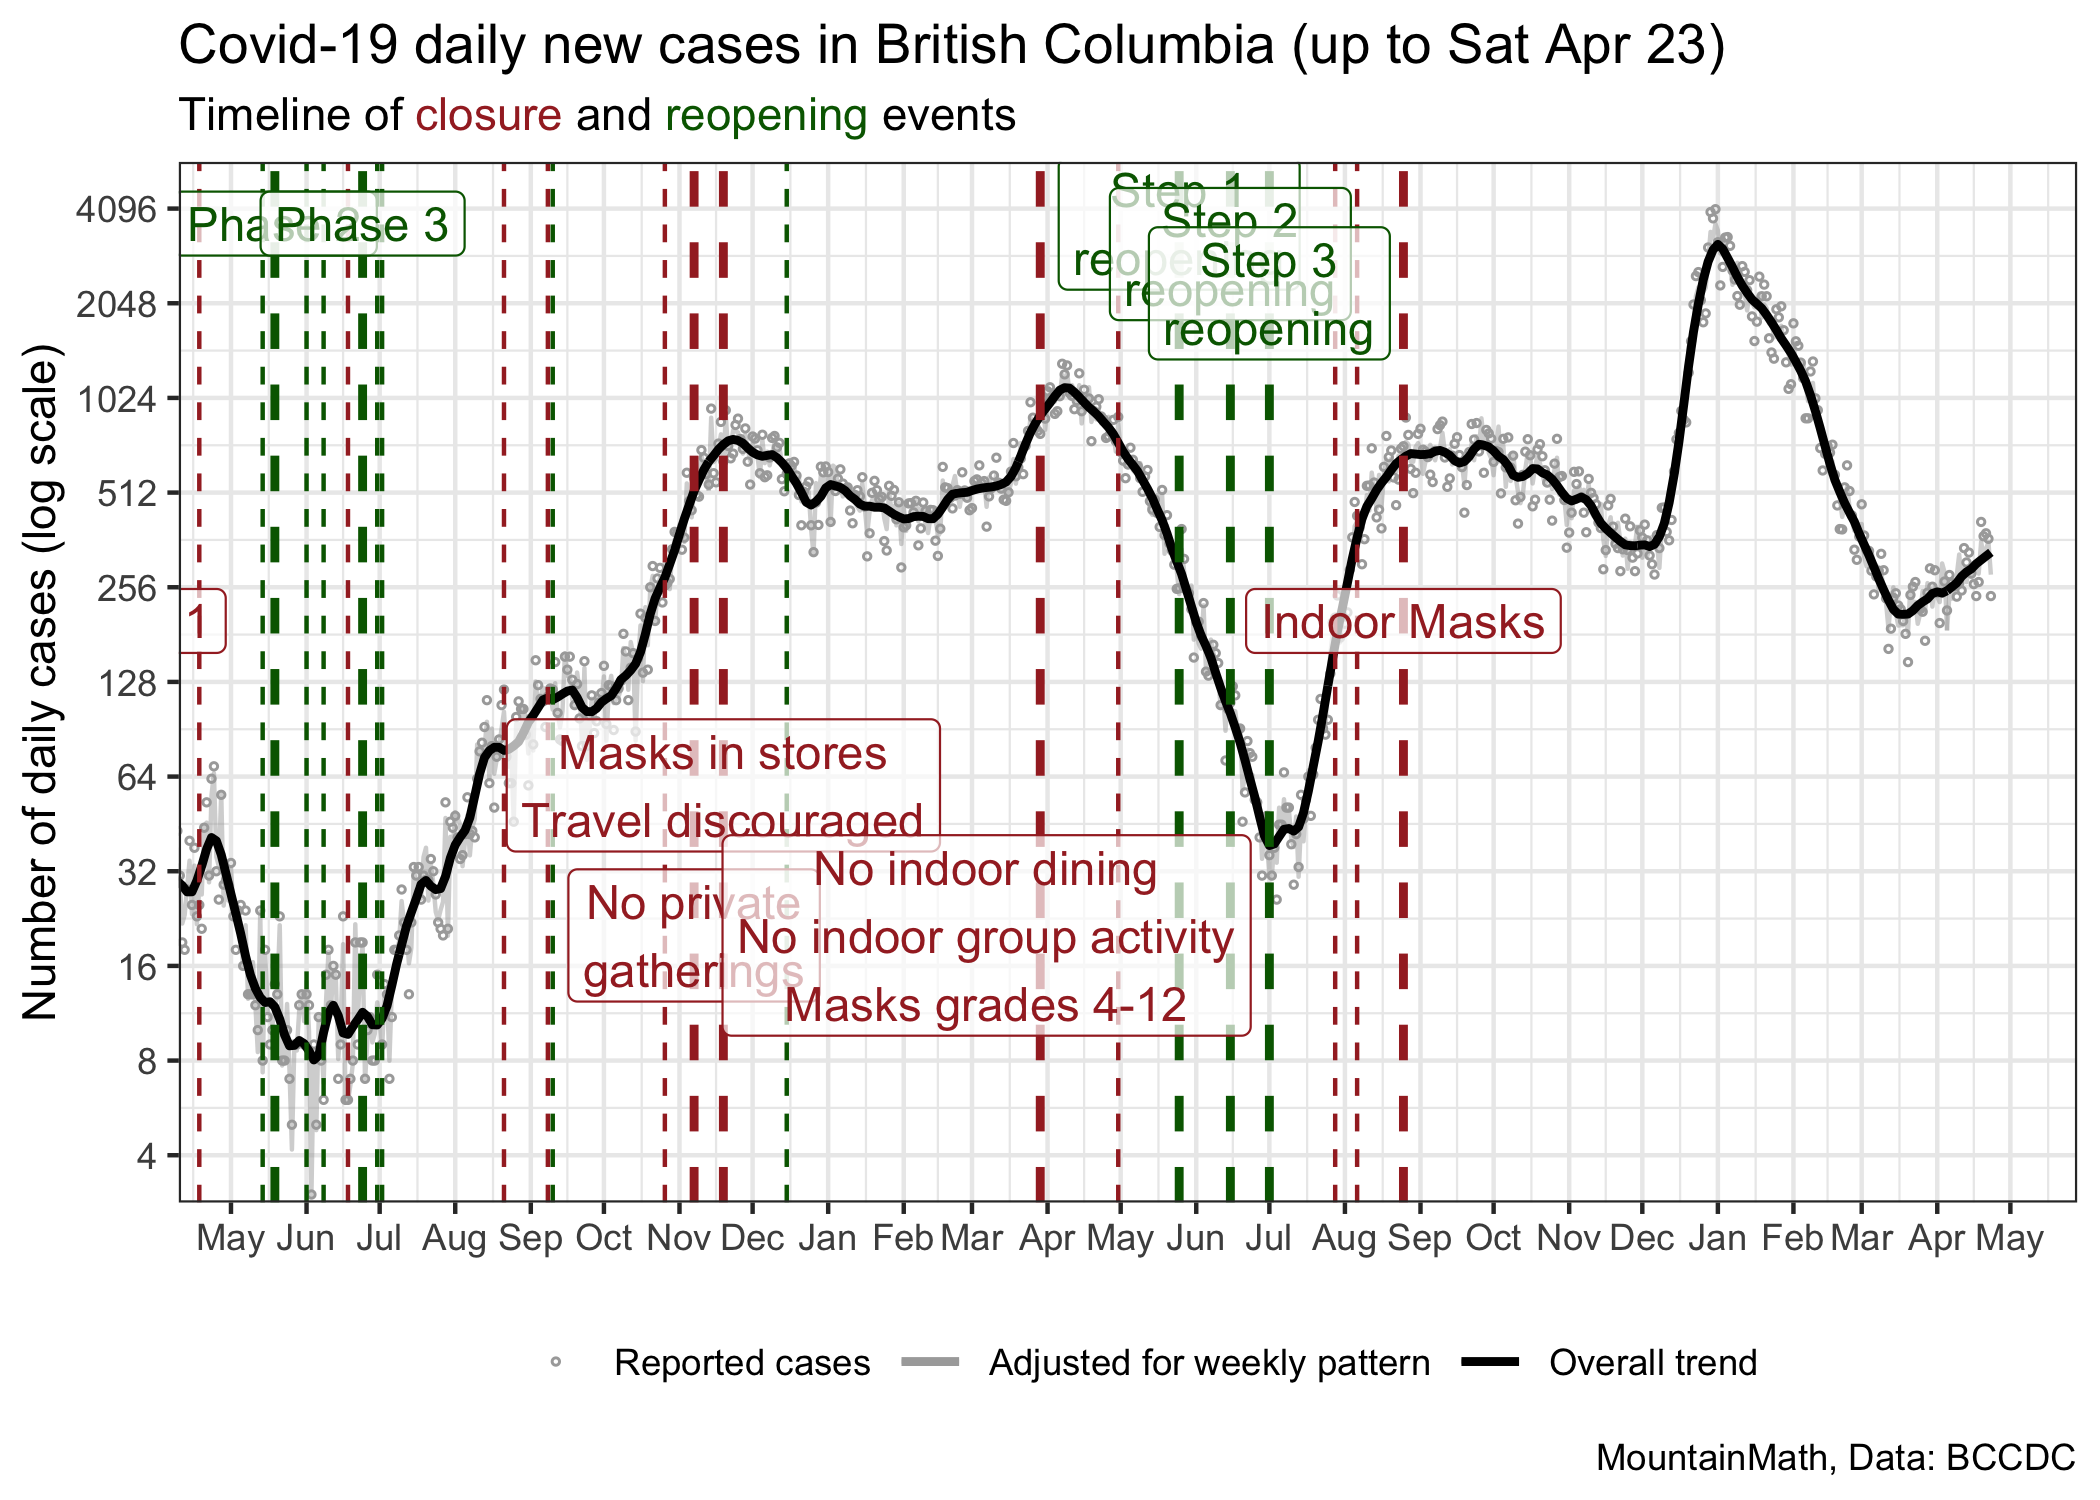 Covid-19 daily new cases in British Columbia (up to Sat Apr 23)
Timeline of closure and reopening events
Number of daily cases (log scale)
4096
2048
1024
512
256
128
64
32
16
8
4
Phase 3
Step 1
Step 2
reopening
Step 3
reopening
1
Indoor Masks
Masks in stores
Travel discouraged
No private
gatherings
No indoor dining
No indoor group activity
Masks grades 4-12
May Jun Jul Aug Sep Oct Nov Dec Jan Feb Mar Apr May Jun Jul Aug Sep Oct Nov Dec Jan Feb Mar Apr May
Reported cases Adjusted for weekly pattern Overall trend
MountainMath, Data: BCCDC